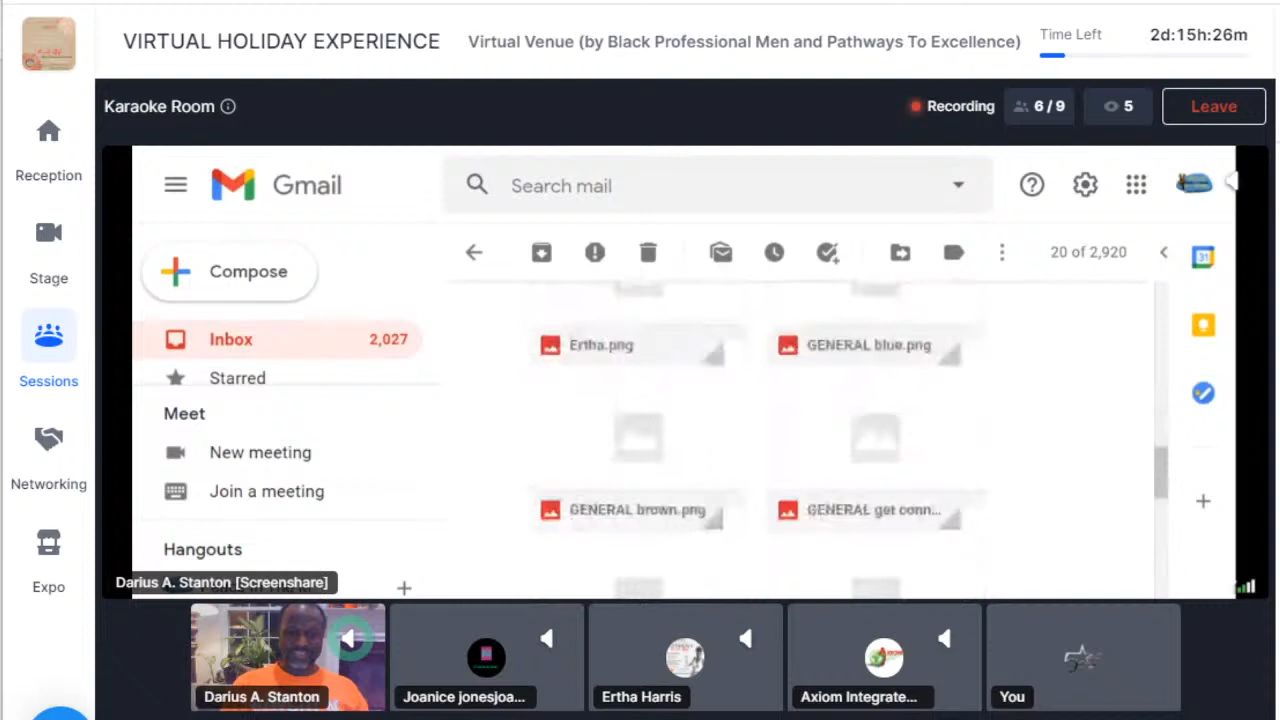 VIRTUAL HOLIDAY EXPERIENCE
Virtual Venue (by Black Professional Men and Pathways To Excellence)
Time Left 2d:15h:26m
Karaoke Room
Recording
6 / 9
5
Leave
Reception
Stage
Sessions
Networking
Expo
Gmail
Search mail
Compose
20 of 2,920
31
Inbox 2,027
Starred
Meet
New meeting
Join a meeting
Hangouts
Ertha.png
GENERAL blue.png
GENERAL brown.png
GENERAL get conn...
Darius A. Stanton [Screenshare]
Darius A. Stanton
Joanice jonesjoa...
Ertha Harris
Axiom Integrate...
You